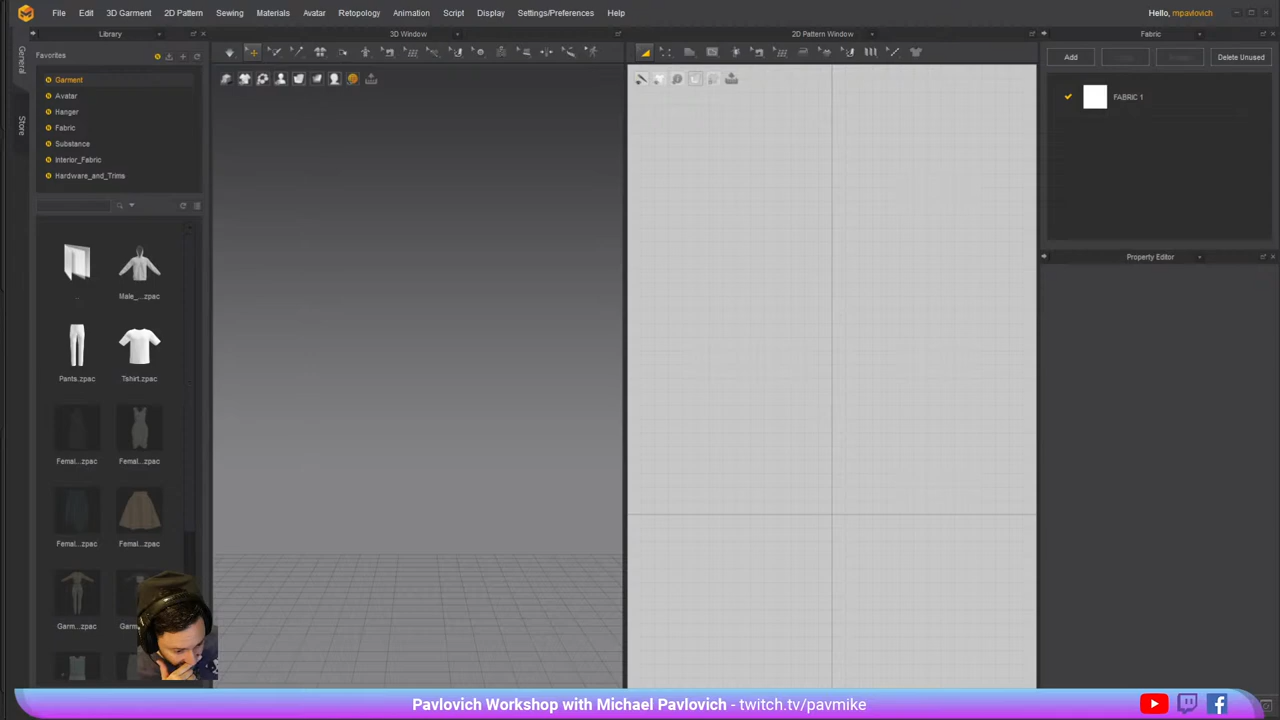 File Edit 3D Garment 2D Pattern Sewing Materials Avatar Retopology Animation Script Display Settings/Preferences Help
Hello, mpavlovich
General
Store
Library
Favorites
Garment
Avatar
Hanger
Fabric
Substance
Interior_Fabric
Hardware_and_Trims
..
Male_...zpac
Pants.zpac
Tshirt.zpac
Femal...zpac
Femal...zpac
Femal...zpac
Femal...zpac
Garm...zpac
3D Window
2D Pattern Window
Fabric
Add
Delete Unused
FABRIC 1
Property Editor
Pavlovich Workshop with Michael Pavlovich - twitch.tv/pavmike